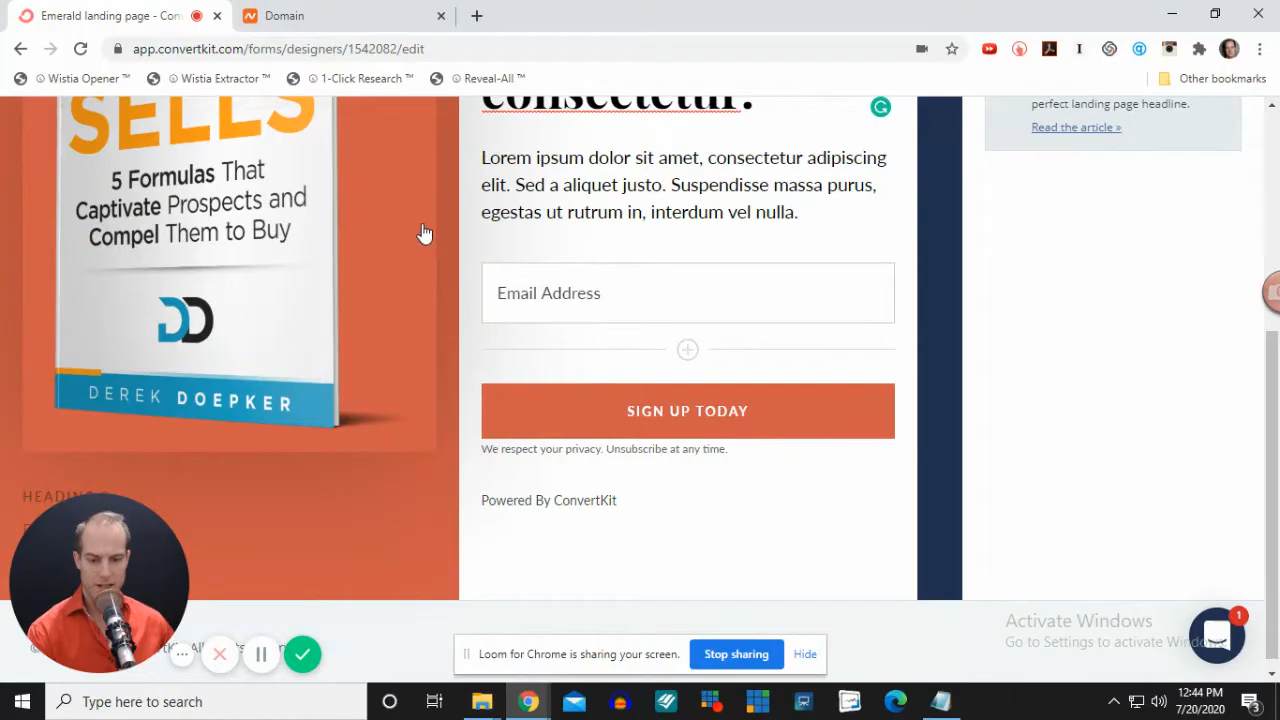 Emerald landing page - Con
Domain
app.convertkit.com/forms/designers/1542082/edit
Wistia Opener ™
Wistia Extractor ™
1-Click Research ™
Reveal-All ™
Other bookmarks
SELLS
5 Formulas That
Captivate Prospects and
Compel Them to Buy
DD
DEREK DOEPKER
HEADING
consectetur.
Lorem ipsum dolor sit amet, consectetur adipiscing
elit. Sed a aliquet justo. Suspendisse massa purus,
egestas ut rutrum in, interdum vel nulla.
Email Address
SIGN UP TODAY
We respect your privacy. Unsubscribe at any time.
Powered By ConvertKit
perfect landing page headline.
Read the article »
Activate Windows
Go to Settings to activate Windows.
1
Loom for Chrome is sharing your screen.
Stop sharing
Hide
Type here to search
12:44 PM
7/20/2020
3